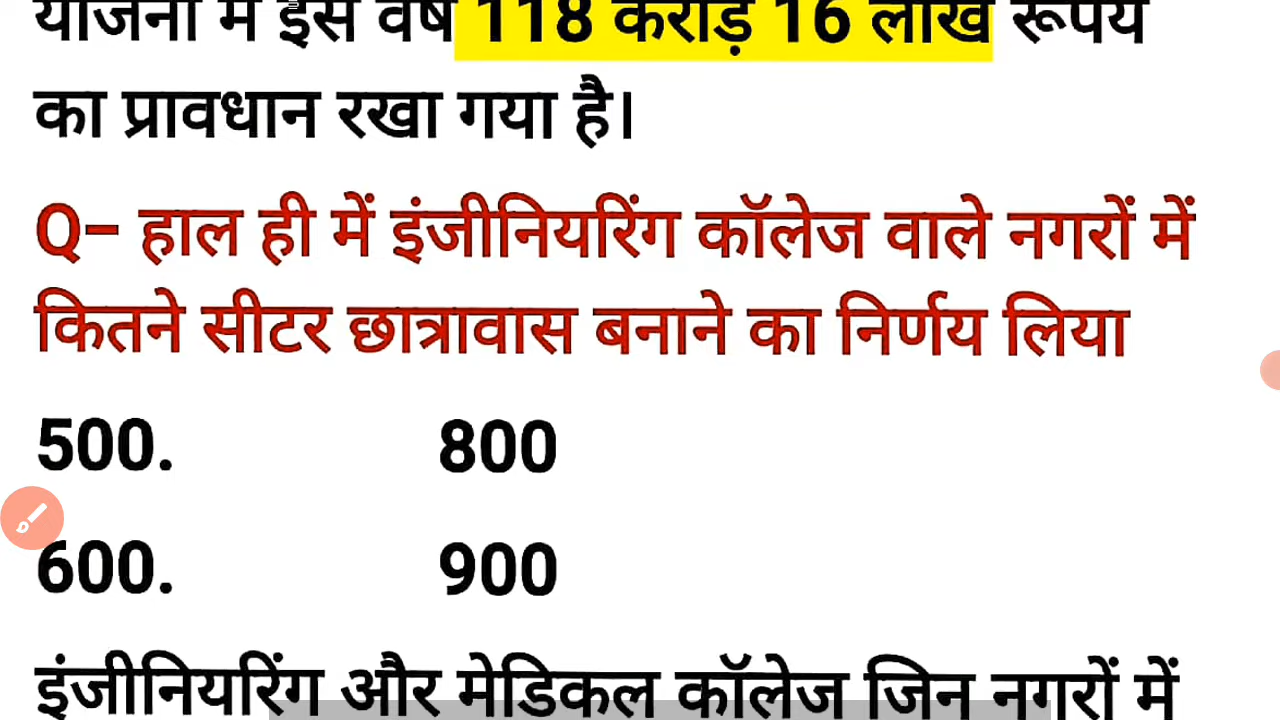 योजना में इस वर्ष 118 करोड़ 16 लाख रूपये
का प्रावधान रखा गया है।
Q– हाल ही में इंजीनियरिंग कॉलेज वाले नगरों में
कितने सीटर छात्रावास बनाने का निर्णय लिया
500. 800
600. 900
इंजीनियरिंग और मेडिकल कॉलेज जिन नगरों में